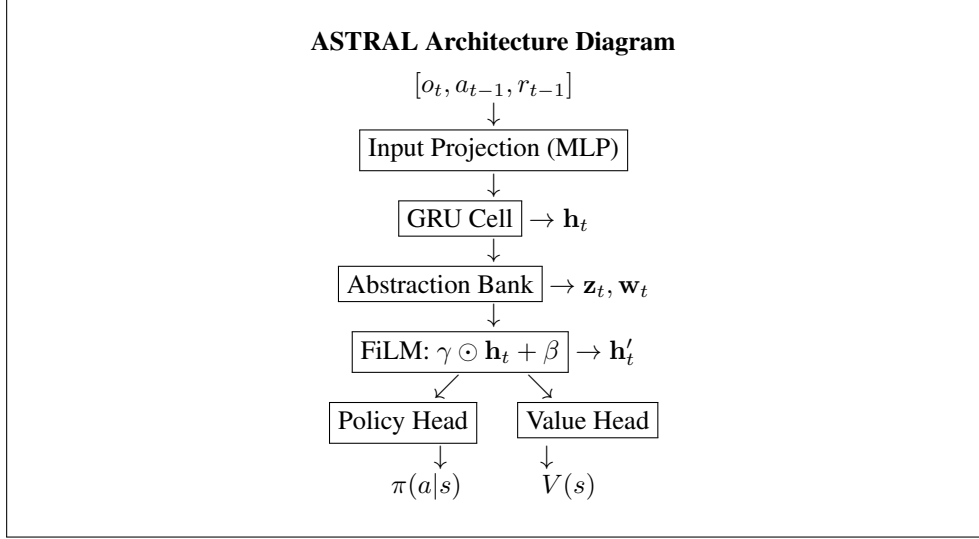 ASTRAL Architecture Diagram
[o_t, a_{t−1}, r_{t−1}]
↓
Input Projection (MLP)
↓
GRU Cell → h_t
↓
Abstraction Bank → z_t, w_t
↓
FiLM: γ ⊙ h_t + β → h′_t
↙ ↘
Policy Head Value Head
↓ ↓
π(a|s) V(s)